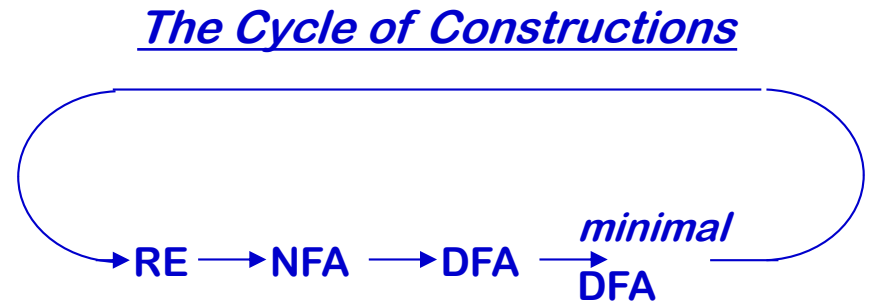 The Cycle of Constructions
minimal
RE NFA DFA DFA